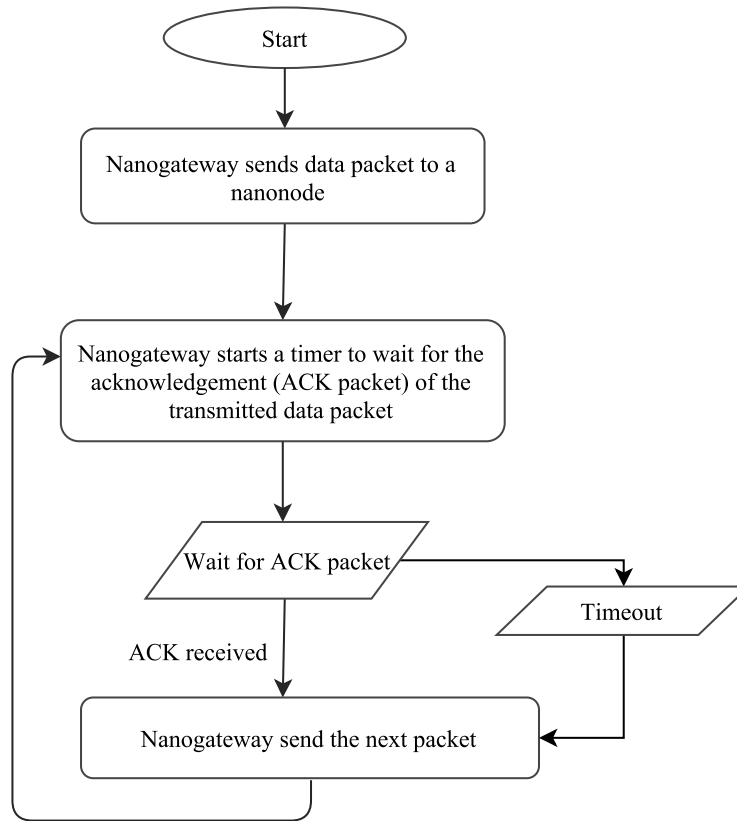 Start
Nanogateway sends data packet to a
nanonode
Nanogateway starts a timer to wait for the
acknowledgement (ACK packet) of the
transmitted data packet
Wait for ACK packet
Timeout
ACK received
Nanogateway send the next packet